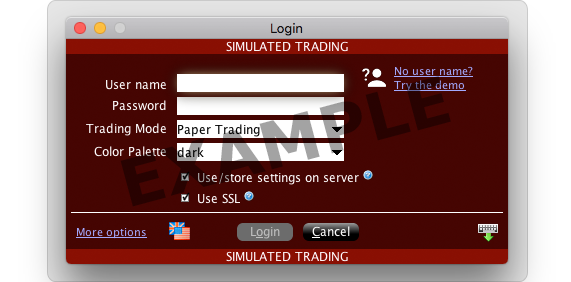 Login
SIMULATED TRADING
User name
No user name?
Try the demo
Password
Trading Mode Paper Trading
Color Palette dark
EXAMPLE
Use/store settings on server ?
Use SSL ?
More options Login Cancel
SIMULATED TRADING